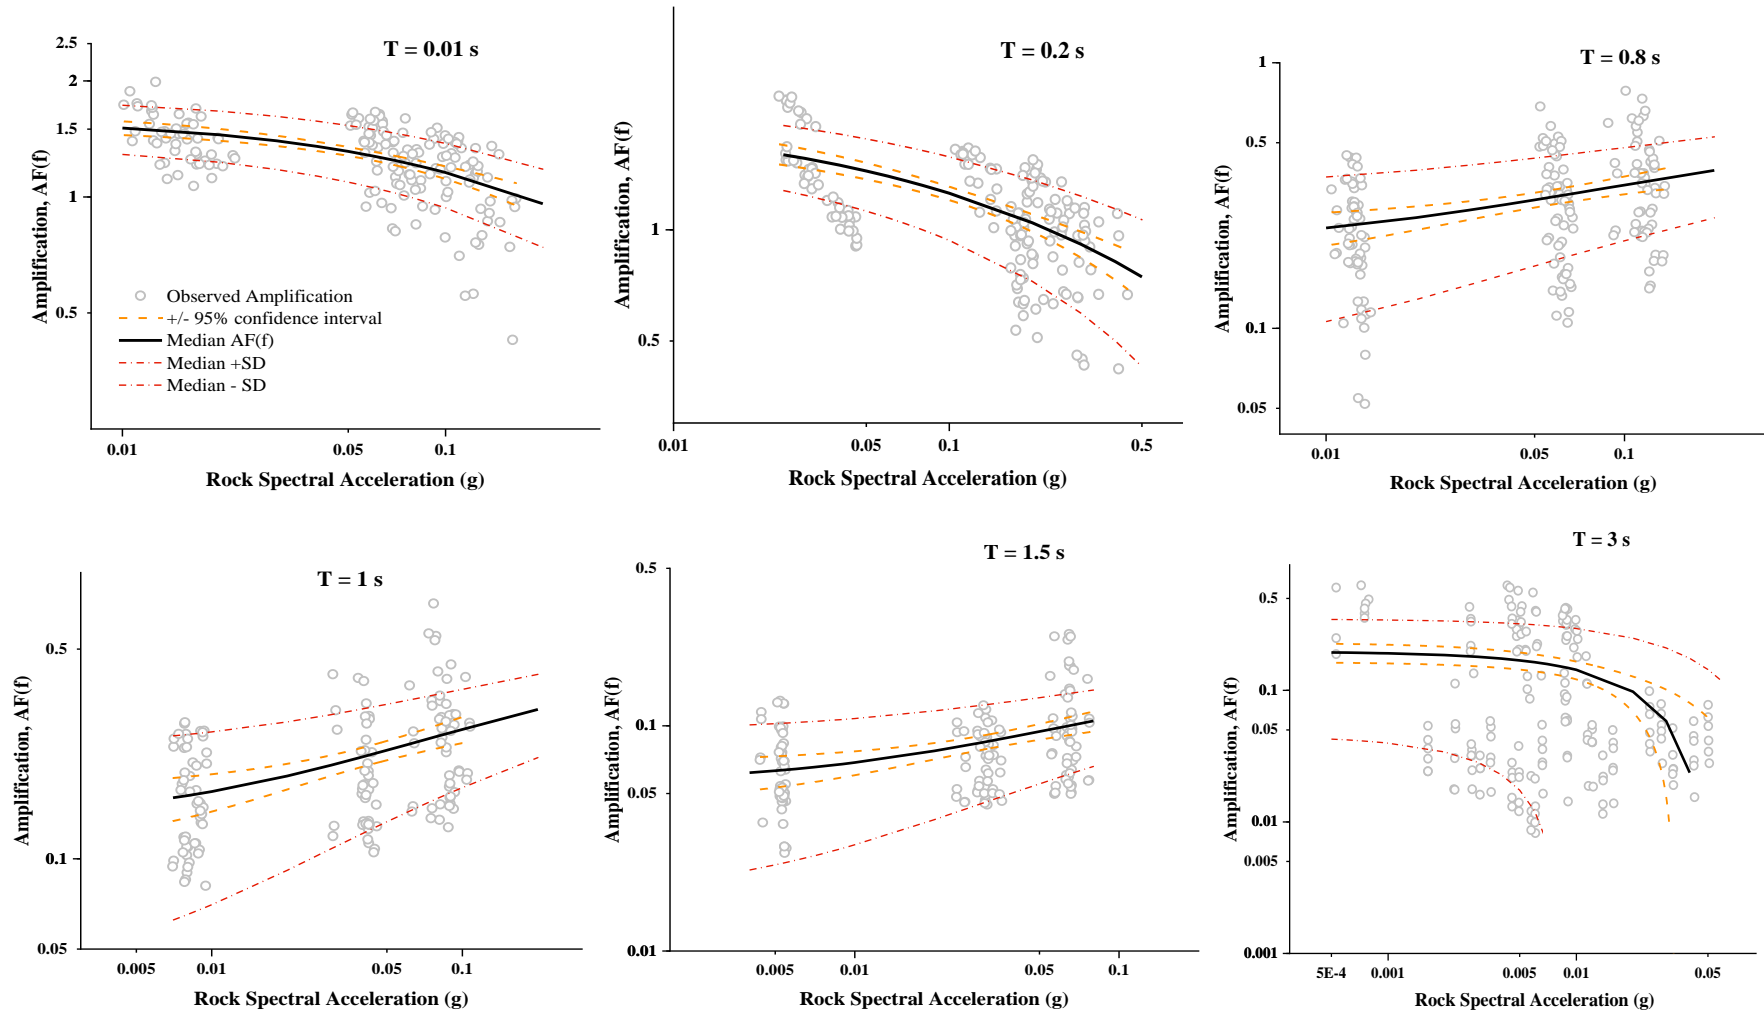 T = 0.01 s
2.5
2
1.5
1
0.5
Amplification, AF(f)
Observed Amplification
+/- 95% confidence interval
Median AF(f)
Median +SD
Median - SD
0.01
0.05
0.1
Rock Spectral Acceleration (g)
T = 0.2 s
1
0.5
Amplification, AF(f)
0.01
0.05
0.1
0.5
Rock Spectral Acceleration (g)
T = 0.8 s
1
0.5
0.1
0.05
Amplification, AF(f)
0.01
0.05
0.1
Rock Spectral Acceleration (g)
T = 1 s
0.5
0.1
0.05
Amplification, AF(f)
0.005
0.01
0.05
0.1
Rock Spectral Acceleration (g)
T = 1.5 s
0.5
0.1
0.05
0.01
Amplification, AF(f)
0.005
0.01
0.05
0.1
Rock Spectral Acceleration (g)
T = 3 s
0.5
0.1
0.05
0.01
0.005
0.001
Amplification, AF(f)
5E-4
0.001
0.005
0.01
0.05
Rock Spectral Acceleration (g)